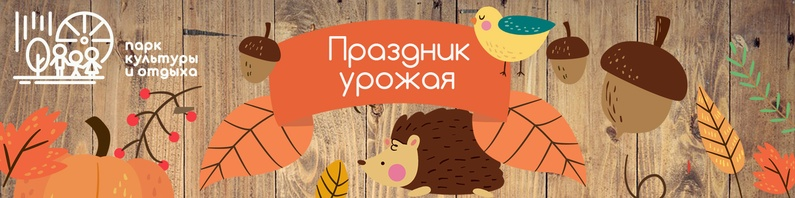 парк
культуры
и отдыха
Праздник
урожая